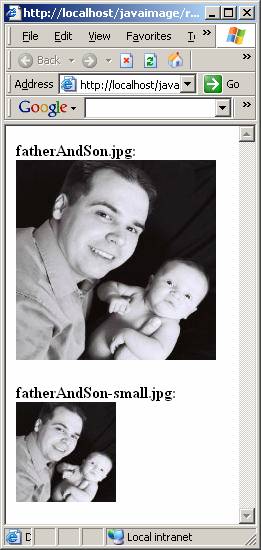 http://localhost/javaimage/r...
File Edit View Favorites »
Back »
Address http://localhost/java Go
Google »
fatherAndSon.jpg:
fatherAndSon-small.jpg:
Local intranet